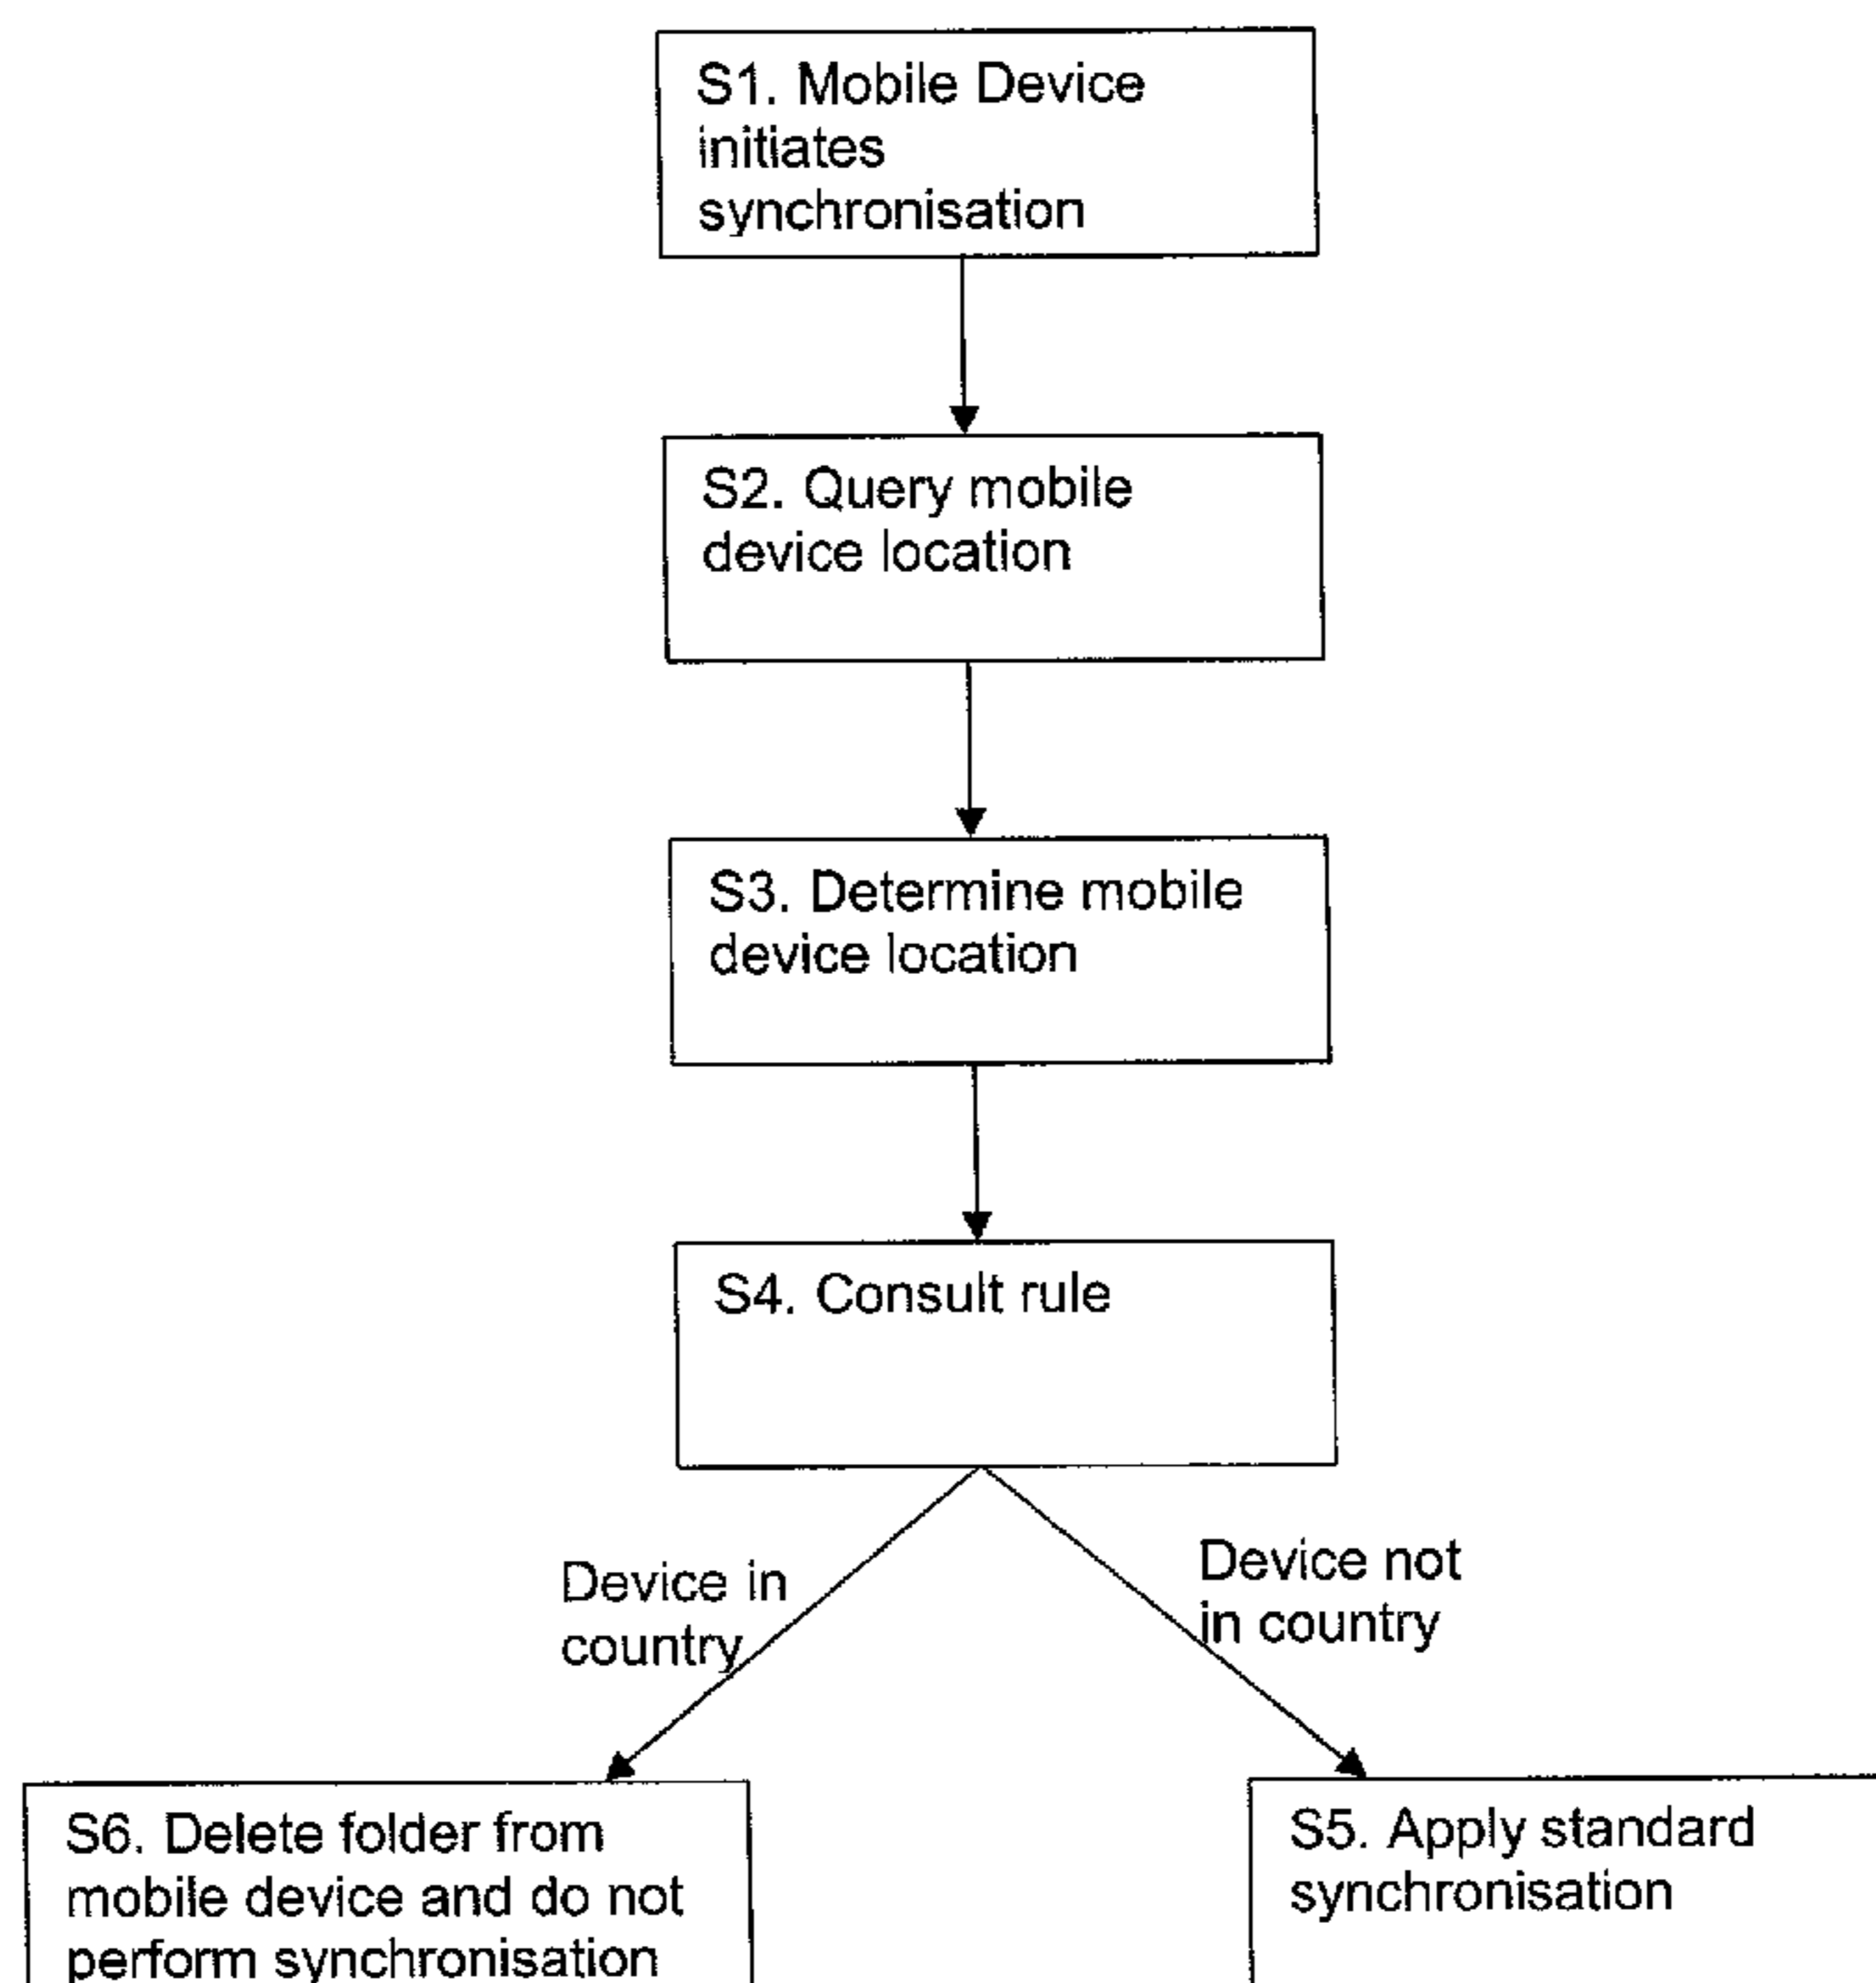 S1. Mobile Device
initiates
synchronisation
S2. Query mobile
device location
S3. Determine mobile
device location
S4. Consult rule
Device in
country
Device not
in country
S6. Delete folder from
mobile device and do not
perform synchronisation
S5. Apply standard
synchronisation